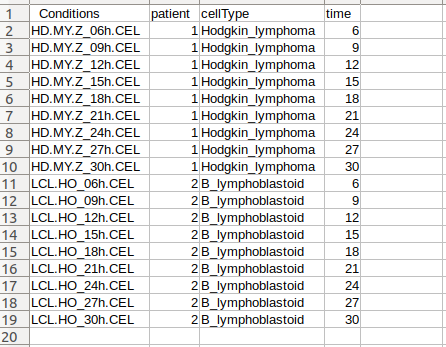 1 Conditions patient cellType time
2 HD.MY.Z_06h.CEL 1 Hodgkin_lymphoma 6
3 HD.MY.Z_09h.CEL 1 Hodgkin_lymphoma 9
4 HD.MY.Z_12h.CEL 1 Hodgkin_lymphoma 12
5 HD.MY.Z_15h.CEL 1 Hodgkin_lymphoma 15
6 HD.MY.Z_18h.CEL 1 Hodgkin_lymphoma 18
7 HD.MY.Z_21h.CEL 1 Hodgkin_lymphoma 21
8 HD.MY.Z_24h.CEL 1 Hodgkin_lymphoma 24
9 HD.MY.Z_27h.CEL 1 Hodgkin_lymphoma 27
10 HD.MY.Z_30h.CEL 1 Hodgkin_lymphoma 30
11 LCL.HO_06h.CEL 2 B_lymphoblastoid 6
12 LCL.HO_09h.CEL 2 B_lymphoblastoid 9
13 LCL.HO_12h.CEL 2 B_lymphoblastoid 12
14 LCL.HO_15h.CEL 2 B_lymphoblastoid 15
15 LCL.HO_18h.CEL 2 B_lymphoblastoid 18
16 LCL.HO_21h.CEL 2 B_lymphoblastoid 21
17 LCL.HO_24h.CEL 2 B_lymphoblastoid 24
18 LCL.HO_27h.CEL 2 B_lymphoblastoid 27
19 LCL.HO_30h.CEL 2 B_lymphoblastoid 30
20